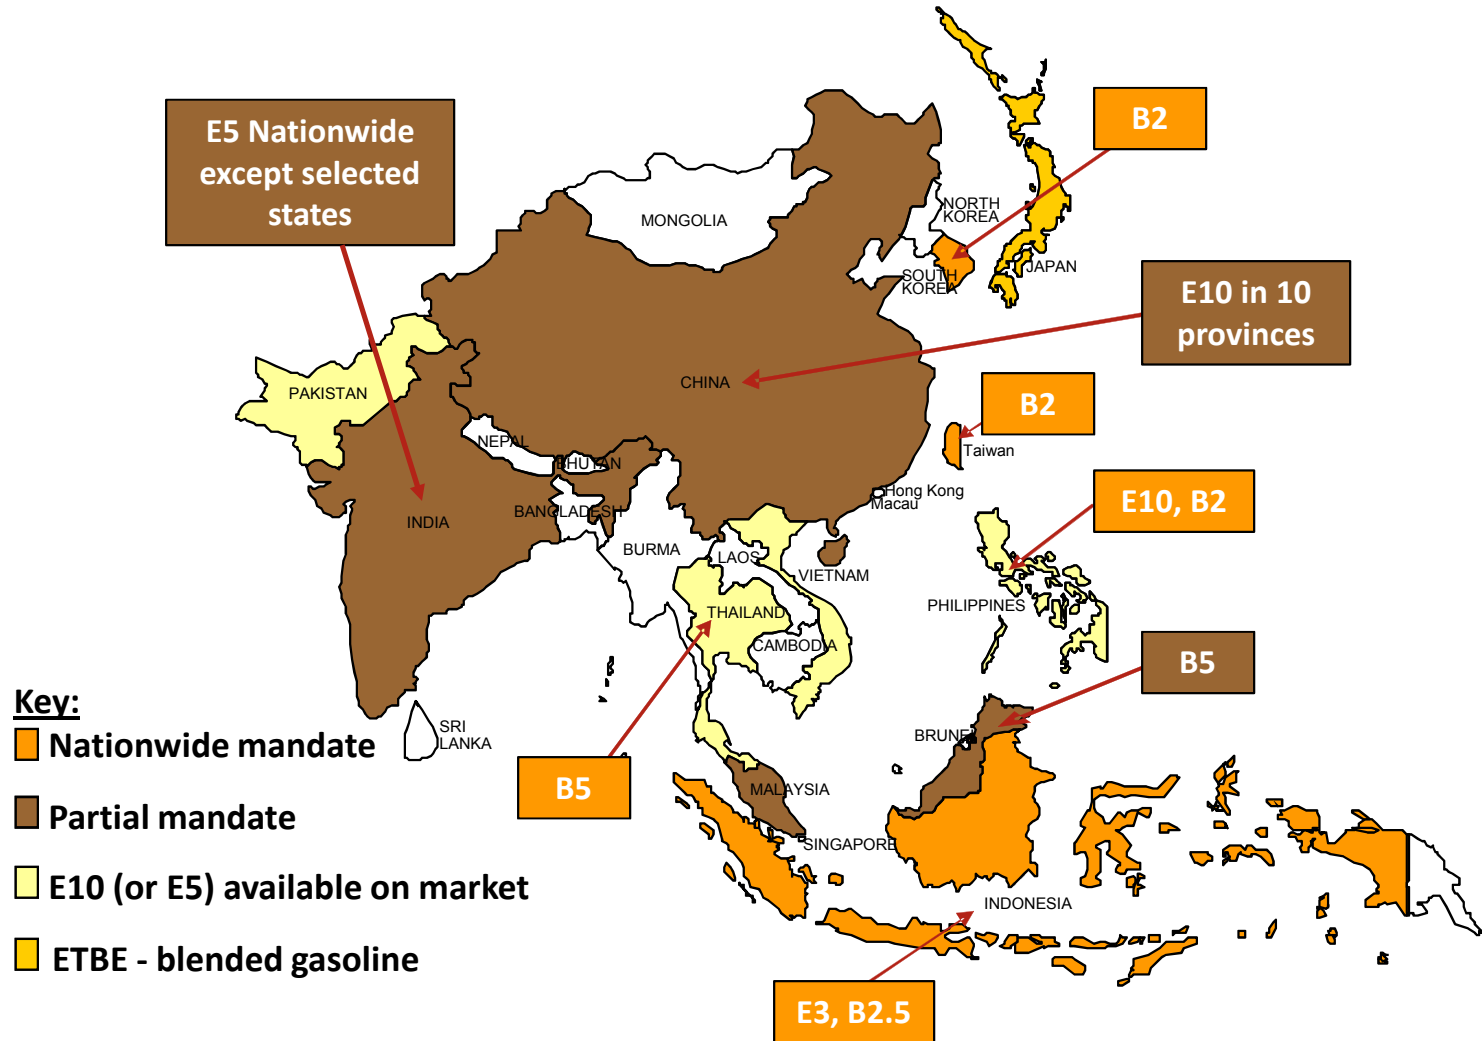 E5 Nationwide
except selected
states
B2
MONGOLIA
NORTH
KOREA
SOUTH
KOREA
JAPAN
E10 in 10
provinces
PAKISTAN
CHINA
B2
Taiwan
NEPAL
BHUTAN
Hong Kong
Macau
E10, B2
INDIA
BANGLADESH
BURMA
LAOS
VIETNAM
THAILAND
PHILIPPINES
CAMBODIA
B5
Key:
Nationwide mandate
Partial mandate
E10 (or E5) available on market
ETBE - blended gasoline
SRI
LANKA
B5
BRUNEI
MALAYSIA
SINGAPORE
INDONESIA
E3, B2.5